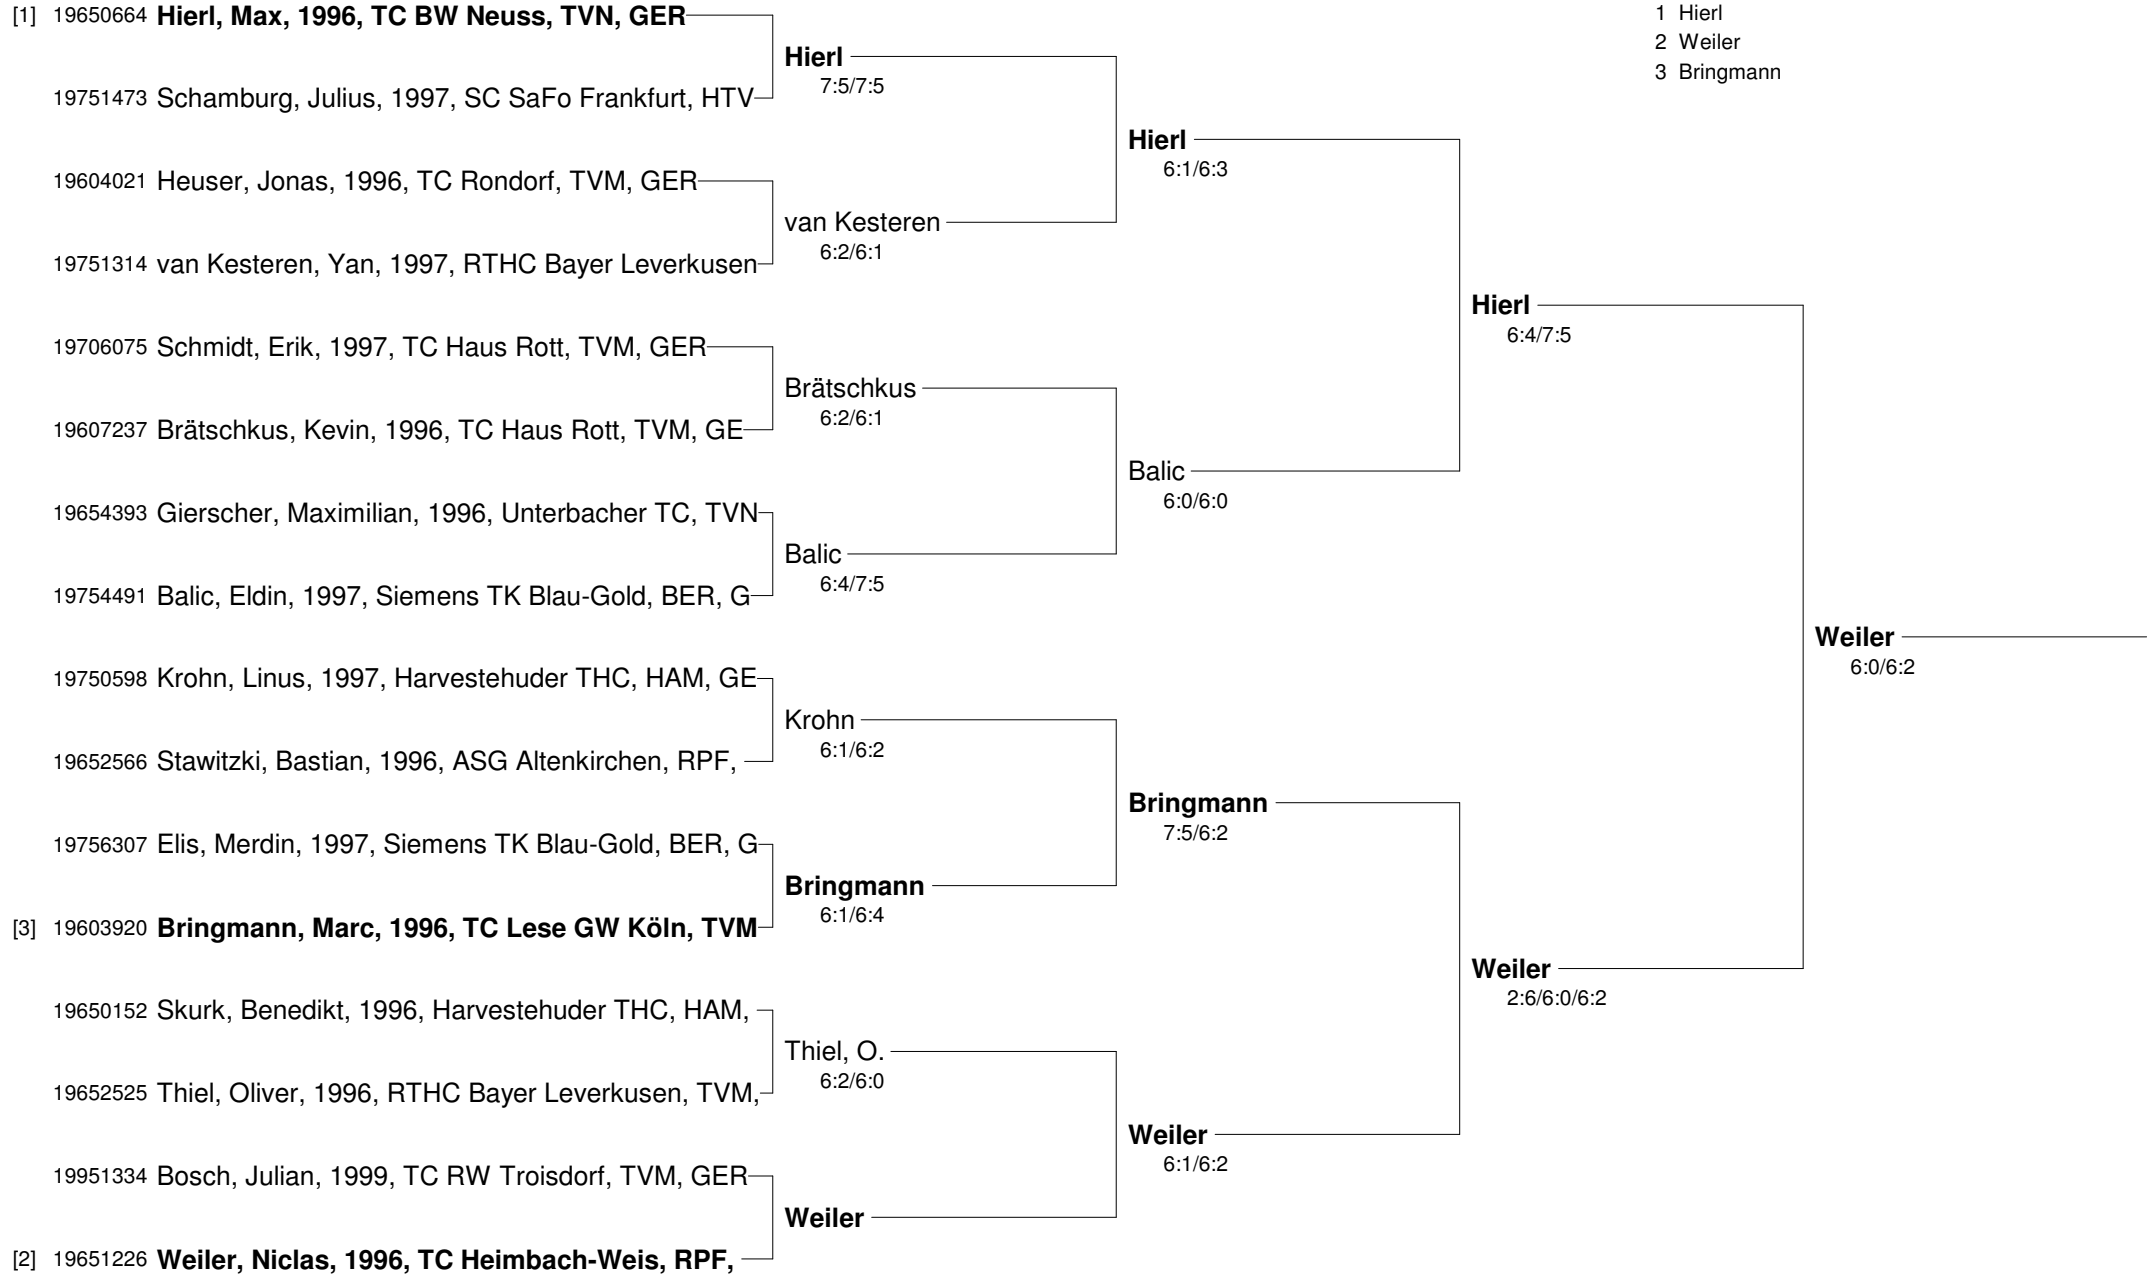 [1] 19650664 Hierl, Max, 1996, TC BW Neuss, TVN, GER
1 Hierl
2 Weiler
3 Bringmann
Hierl
7:5/7:5
19751473 Schamburg, Julius, 1997, SC SaFo Frankfurt, HTV
Hierl
6:1/6:3
19604021 Heuser, Jonas, 1996, TC Rondorf, TVM, GER
van Kesteren
6:2/6:1
19751314 van Kesteren, Yan, 1997, RTHC Bayer Leverkusen
Hierl
6:4/7:5
19706075 Schmidt, Erik, 1997, TC Haus Rott, TVM, GER
Brätschkus
6:2/6:1
19607237 Brätschkus, Kevin, 1996, TC Haus Rott, TVM, GE
Balic
6:0/6:0
19654393 Gierscher, Maximilian, 1996, Unterbacher TC, TVN
Balic
6:4/7:5
19754491 Balic, Eldin, 1997, Siemens TK Blau-Gold, BER, G
Weiler
6:0/6:2
19750598 Krohn, Linus, 1997, Harvestehuder THC, HAM, GE
Krohn
6:1/6:2
19652566 Stawitzki, Bastian, 1996, ASG Altenkirchen, RPF,
Bringmann
7:5/6:2
19756307 Elis, Merdin, 1997, Siemens TK Blau-Gold, BER, G
Bringmann
6:1/6:4
[3] 19603920 Bringmann, Marc, 1996, TC Lese GW Köln, TVM
Weiler
2:6/6:0/6:2
19650152 Skurk, Benedikt, 1996, Harvestehuder THC, HAM,
Thiel, O.
6:2/6:0
19652525 Thiel, Oliver, 1996, RTHC Bayer Leverkusen, TVM,
Weiler
6:1/6:2
19951334 Bosch, Julian, 1999, TC RW Troisdorf, TVM, GER
Weiler
[2] 19651226 Weiler, Niclas, 1996, TC Heimbach-Weis, RPF,